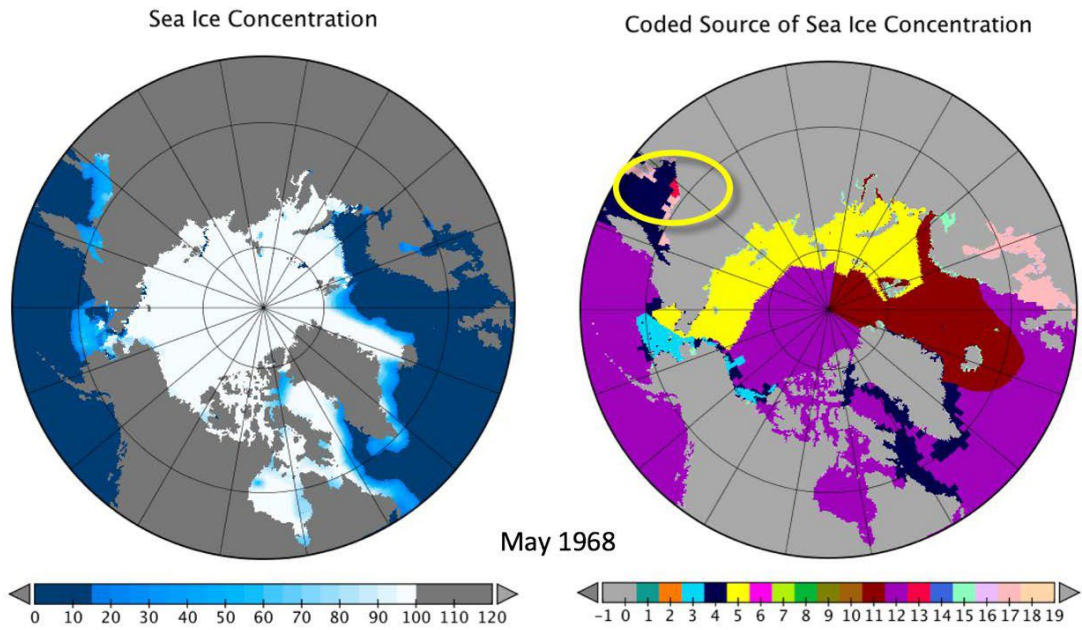 Sea Ice Concentration
Coded Source of Sea Ice Concentration
May 1968
0 10 20 30 40 50 60 70 80 90 100 110 120
-1 0 1 2 3 4 5 6 7 8 9 10 11 12 13 14 15 16 17 18 19